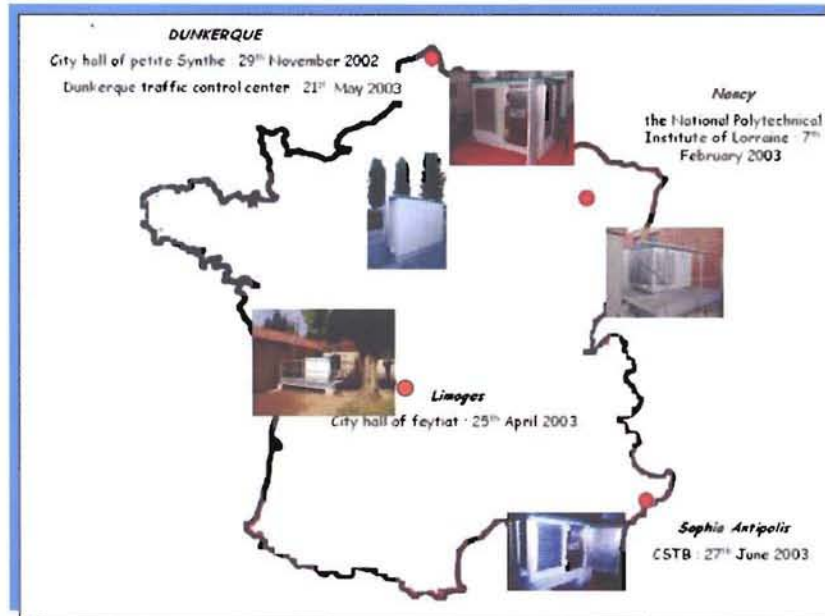 DUNKERQUE
City hall of petite Synthe : 29th November 2002
Dunkerque traffic control center : 21st May 2003
Nancy
the National Polytechnical
Institute of Lorraine : 7th
February 2003
Limoges
City hall of feytiat : 25th April 2003
Sophia Antipolis
CSTB : 27th June 2003